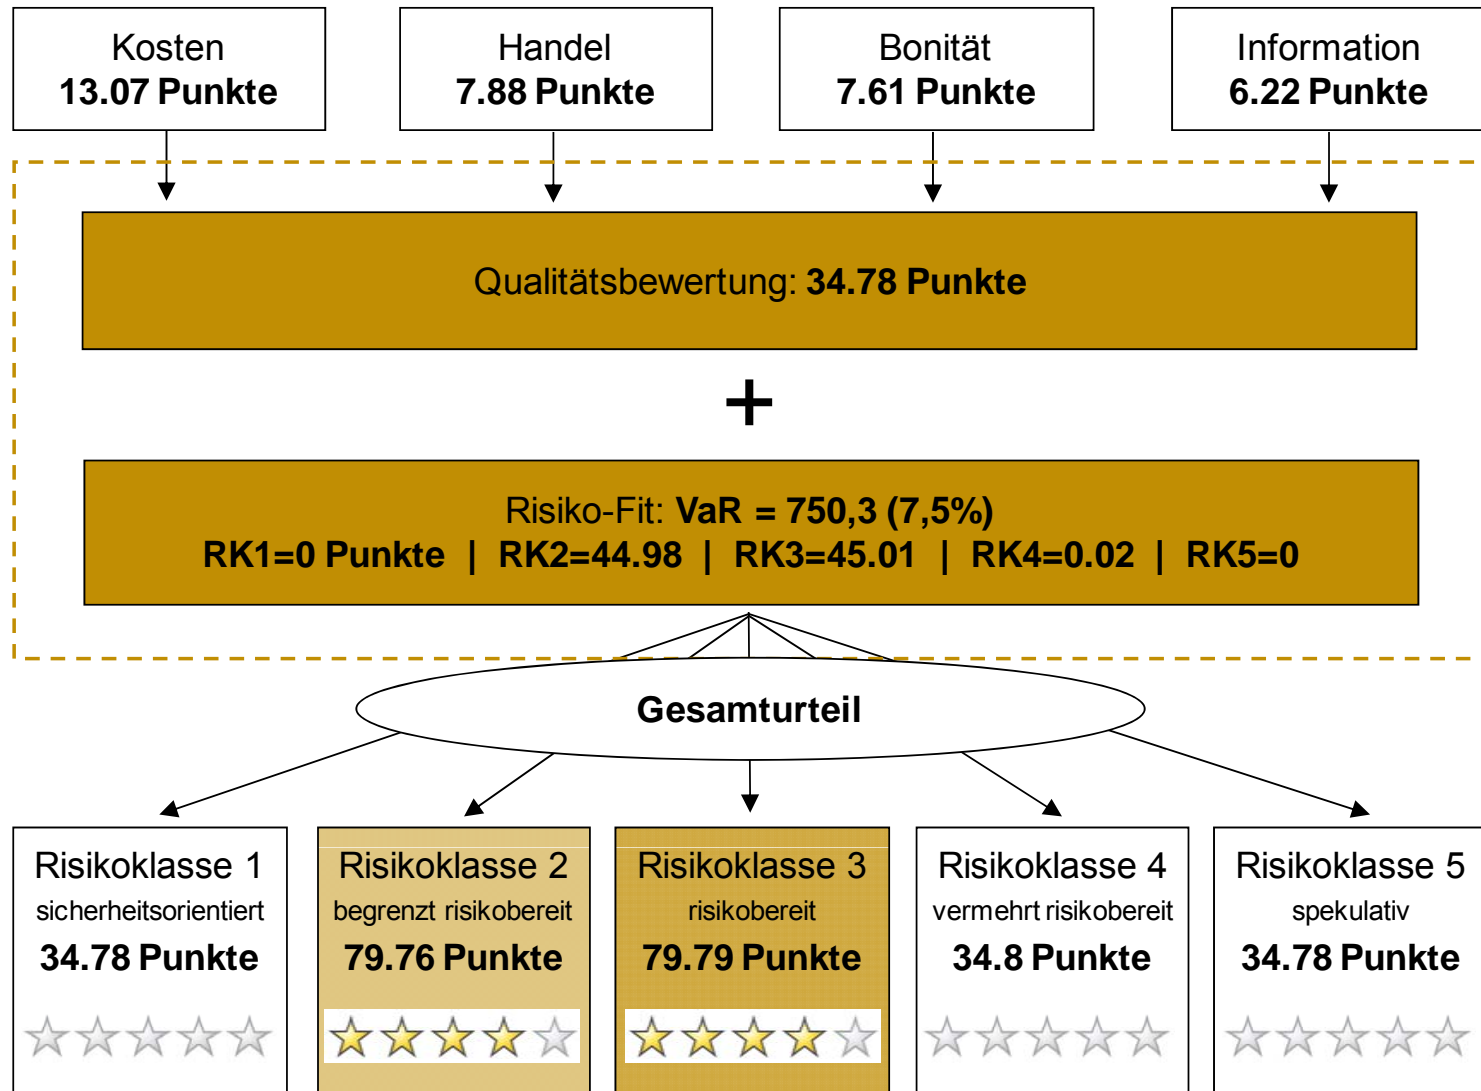 Kosten
13.07 Punkte
Handel
7.88 Punkte
Bonität
7.61 Punkte
Information
6.22 Punkte
Qualitätsbewertung: 34.78 Punkte
+
Risiko-Fit: VaR = 750,3 (7,5%)
RK1=0 Punkte | RK2=44.98 | RK3=45.01 | RK4=0.02 | RK5=0
Gesamturteil
Risikoklasse 1
sicherheitsorientiert
34.78 Punkte
Risikoklasse 2
begrenzt risikobereit
79.76 Punkte
Risikoklasse 3
risikobereit
79.79 Punkte
Risikoklasse 4
vermehrt risikobereit
34.8 Punkte
Risikoklasse 5
spekulativ
34.78 Punkte